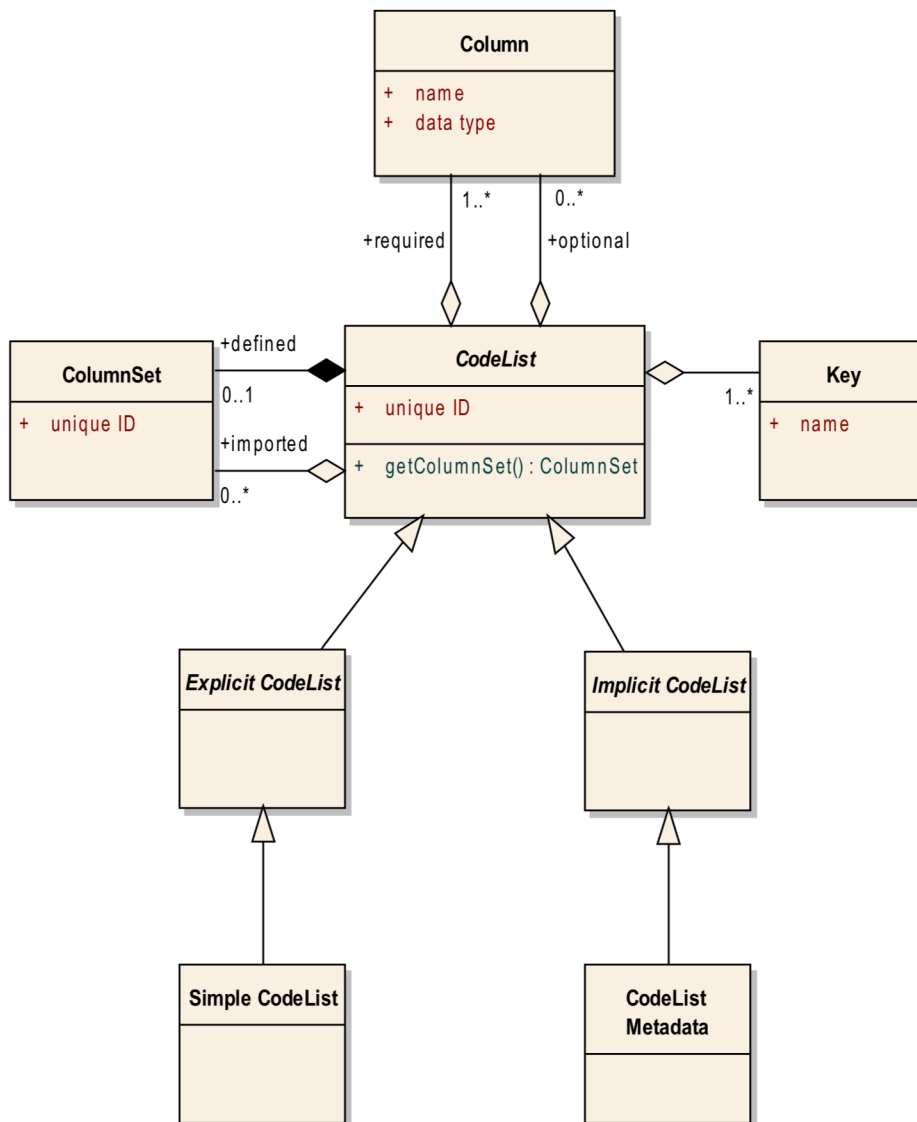 Column
+ name
+ data type
1..*
0..*
+required
+optional
+defined
0..1
+imported
0..*
ColumnSet
+ unique ID
CodeList
+ unique ID
+ getColumnSet() : ColumnSet
1..*
Key
+ name
Explicit CodeList
Implicit CodeList
Simple CodeList
CodeList
Metadata